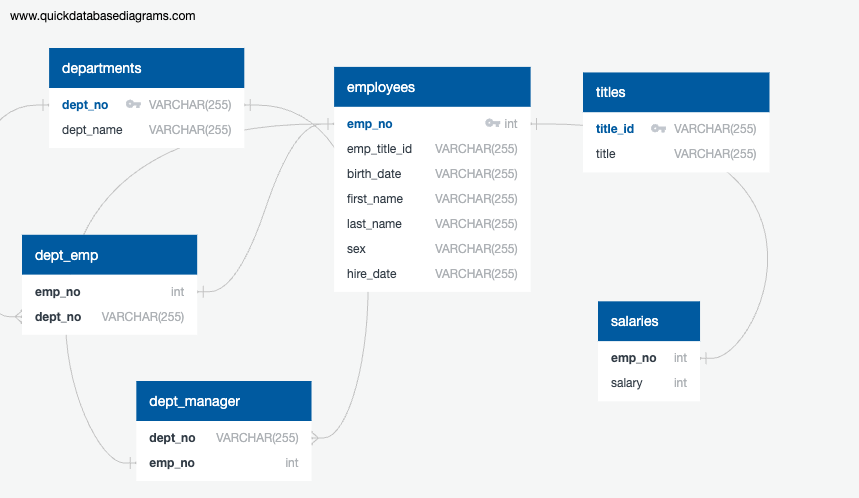 www.quickdatabasediagrams.com
departments
dept_no VARCHAR(255)
dept_name VARCHAR(255)
employees
emp_no int
emp_title_id VARCHAR(255)
birth_date VARCHAR(255)
first_name VARCHAR(255)
last_name VARCHAR(255)
sex VARCHAR(255)
hire_date VARCHAR(255)
titles
title_id VARCHAR(255)
title VARCHAR(255)
dept_emp
emp_no int
dept_no VARCHAR(255)
salaries
emp_no int
salary int
dept_manager
dept_no VARCHAR(255)
emp_no int